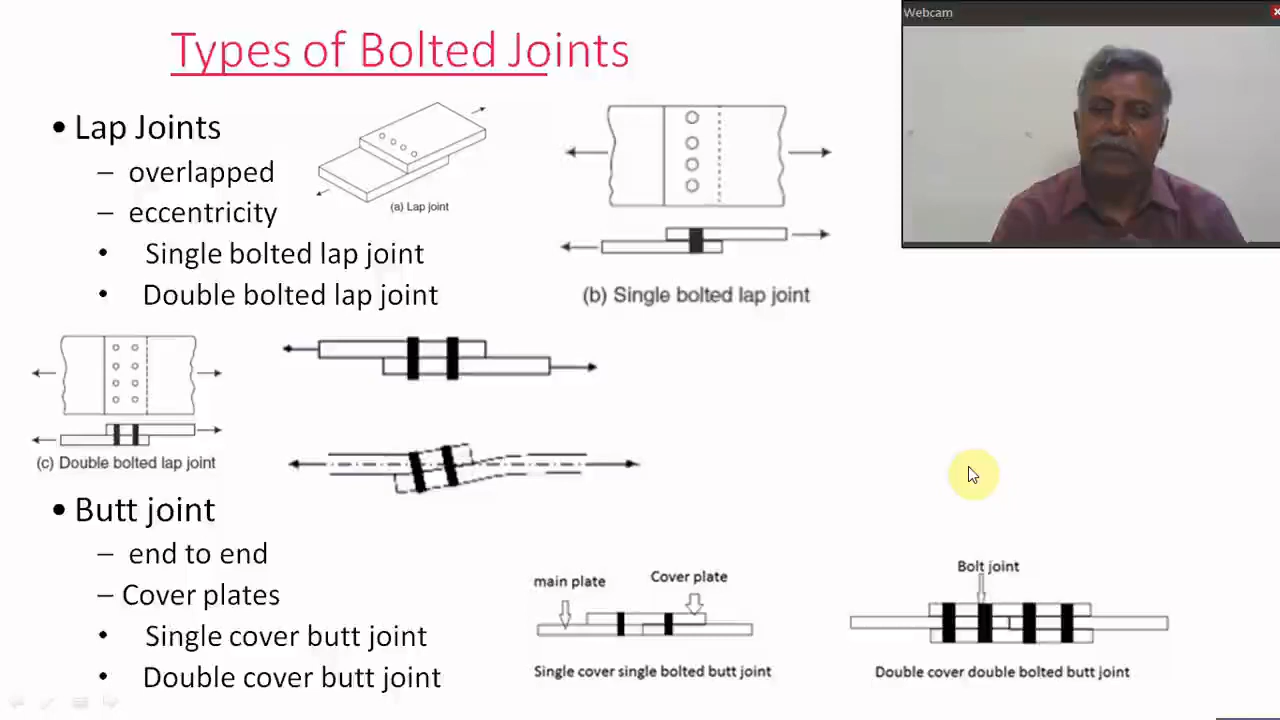 Types of Bolted Joints
Webcam
• Lap Joints
– overlapped
– eccentricity
• Single bolted lap joint
• Double bolted lap joint
(a) Lap joint
(b) Single bolted lap joint
(c) Double bolted lap joint
• Butt joint
– end to end
– Cover plates
• Single cover butt joint
• Double cover butt joint
main plate
Cover plate
Single cover single bolted butt joint
Bolt joint
Double cover double bolted butt joint